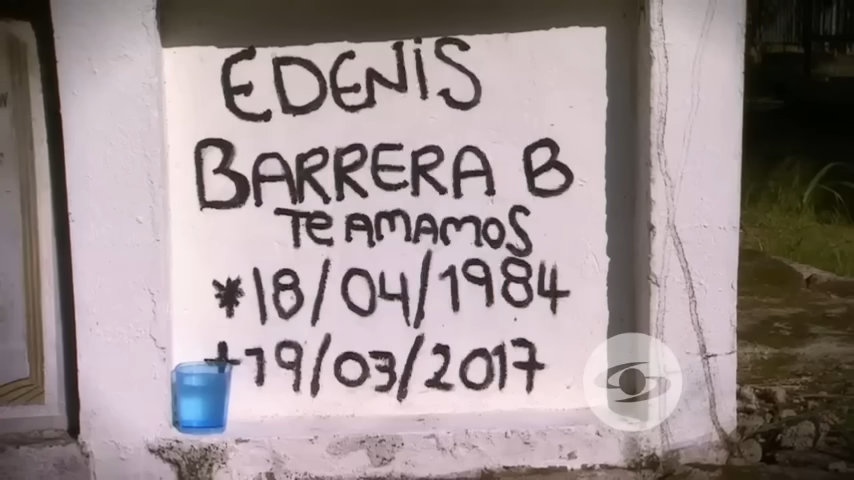 EDENIS
BARRERA B
TE AMAMOS
*18/04/1984
+19/03/2017